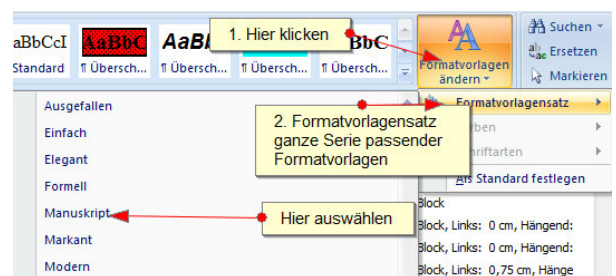 aBbCcI AaBbC AaBl BbC
Standard ¶ Übersch... ¶ Übersch... ¶ Übersch... ¶ Übersch...
1. Hier klicken
Formatvorlagen
ändern
Suchen
Ersetzen
Markieren
Formatvorlagensatz
rben
hriftarten
Als Standard festlegen
2. Formatvorlagensatz
ganze Serie passender
Formatvorlagen
Ausgefallen
Einfach
Elegant
Formell
Manuskript
Markant
Modern
Hier auswählen
Block
Block, Links: 0 cm, Hängend:
Block, Links: 0 cm, Hängend:
Block, Links: 0,75 cm, Hänge